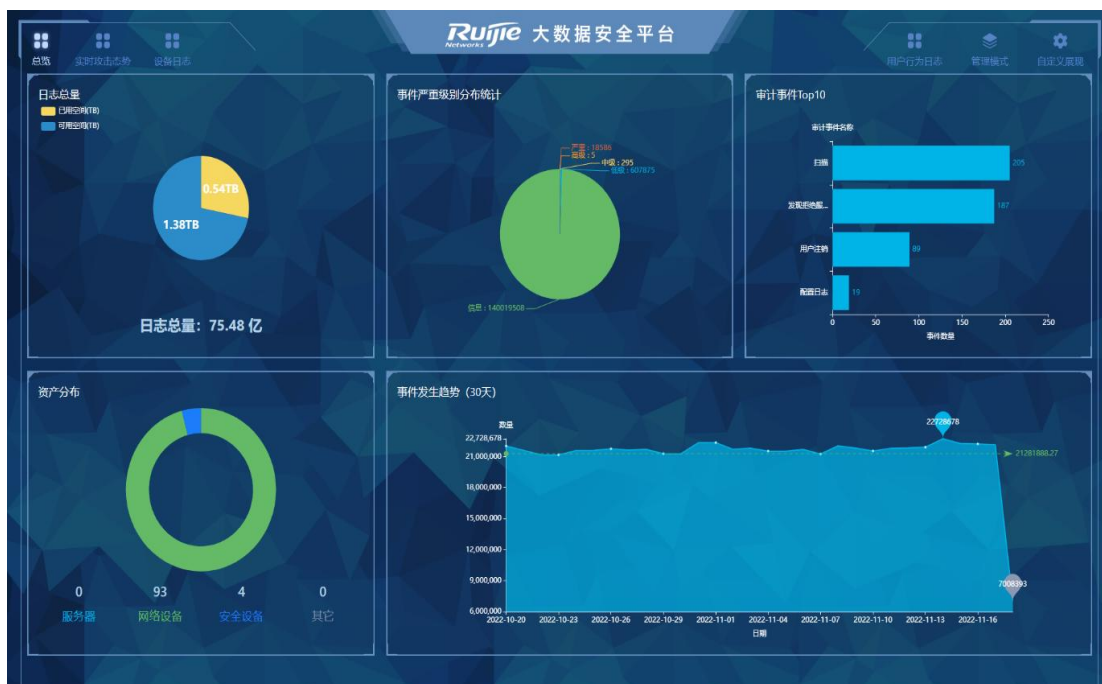 Ruijie Networks 大数据安全平台
总览 实时攻击态势 设备日志 用户行为日志 管理模式 自定义展现
日志总量
已用空间(TB)
可用空间(TB)
0.54TB
1.38TB
日志总量：75.48 亿
事件严重级别分布统计
严重 : 18586
高级 : 5
中级 : 295
低级 : 607875
信息 : 140019508
审计事件Top10
审计事件名称
扫描 205
发现拒绝服... 187
用户注销 89
配置日志 19
0 50 100 150 200 250
事件数量
资产分布
0 93 4 0
服务器 网络设备 安全设备 其它
事件发生趋势（30天）
数量
22728678
22,728,678
21,000,000
21281888.27
18,000,000
15,000,000
12,000,000
9,000,000
7008393
6,000,000
2022-10-20 2022-10-23 2022-10-26 2022-10-29 2022-11-01 2022-11-04 2022-11-07 2022-11-10 2022-11-13 2022-11-16
日期